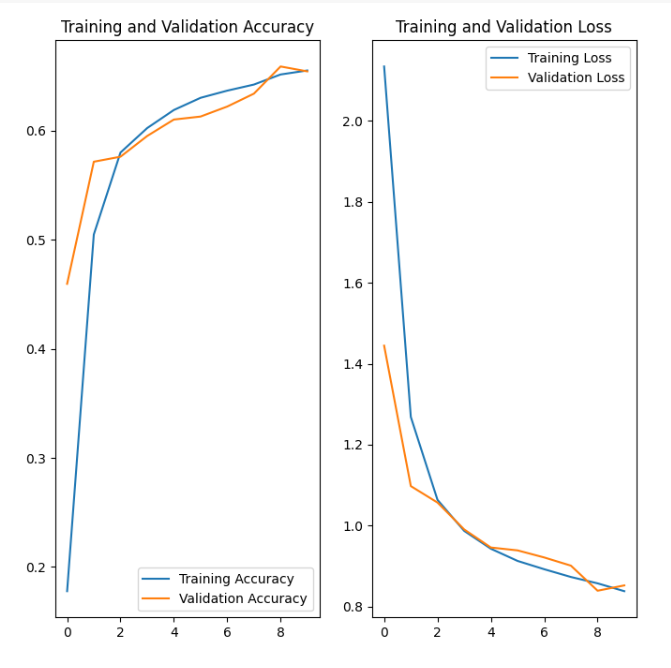 Training and Validation Accuracy
0.6
0.5
0.4
0.3
0.2
Training Accuracy
Validation Accuracy
0 2 4 6 8
Training and Validation Loss
Training Loss
Validation Loss
2.0
1.8
1.6
1.4
1.2
1.0
0.8
0 2 4 6 8